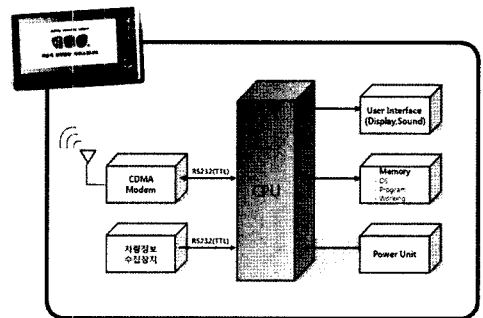 User Interface
(Display,Sound)
CDMA
Modem
RS232(TTL)
CPU
Memory
- OS
- Program
- Working
차량정보
수집장치
RS232(TTL)
Power Unit